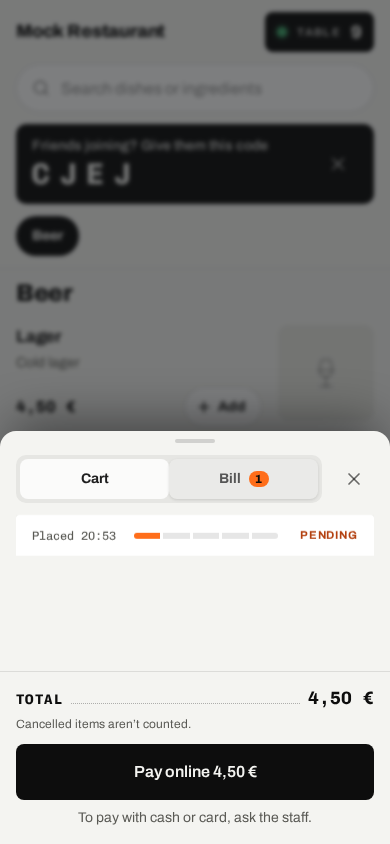 Mock Restaurant
TABLE 9
Search dishes or ingredients
Friends joining? Give them this code
C J E J
Beer
Beer
Lager
Cold lager
4,50 €
+ Add
Cart
Bill 1
Placed 20:53
PENDING
TOTAL 4,50 €
Cancelled items aren't counted.
Pay online 4,50 €
To pay with cash or card, ask the staff.